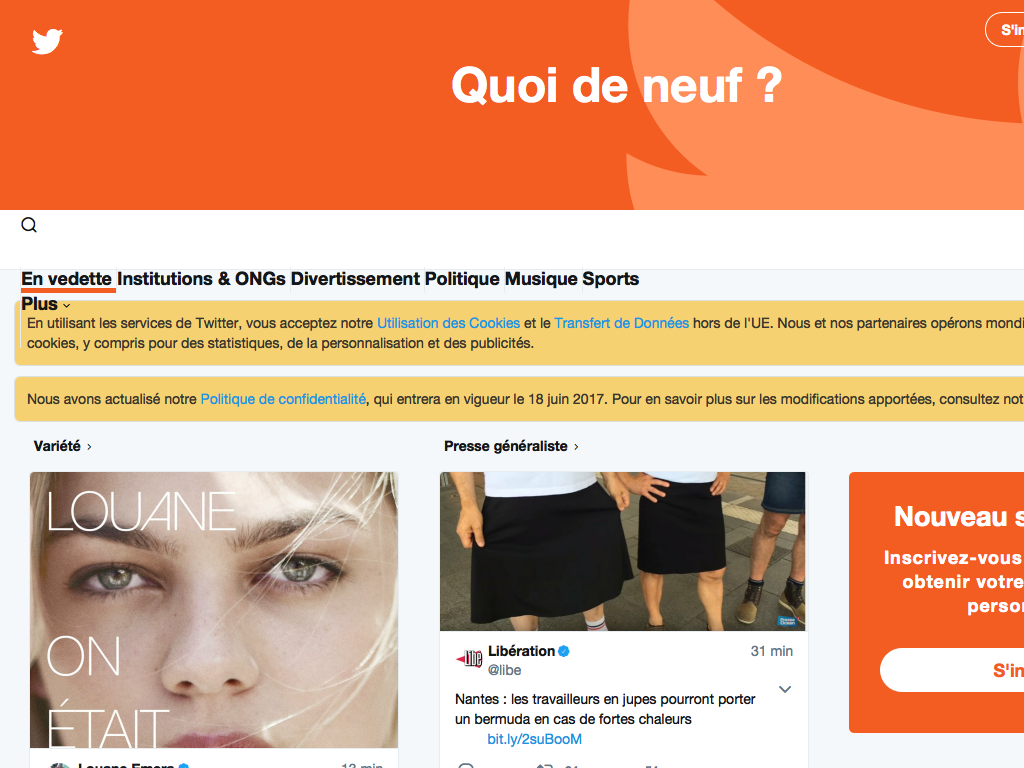 S'in
Quoi de neuf ?
En vedette Institutions & ONGs Divertissement Politique Musique Sports
Plus
En utilisant les services de Twitter, vous acceptez notre Utilisation des Cookies et le Transfert de Données hors de l'UE. Nous et nos partenaires opérons mondi
cookies, y compris pour des statistiques, de la personnalisation et des publicités.
Nous avons actualisé notre Politique de confidentialité, qui entrera en vigueur le 18 juin 2017. Pour en savoir plus sur les modifications apportées, consultez not
Variété
LOUANE
ON
ÉTAIT
Louane Emera
13 min
Presse généraliste
libe
Libération
31 min
@libe
Nantes : les travailleurs en jupes pourront porter
un bermuda en cas de fortes chaleurs
bit.ly/2suBooM
Nouveau s
Inscrivez-vous
obtenir votre
person
S'in